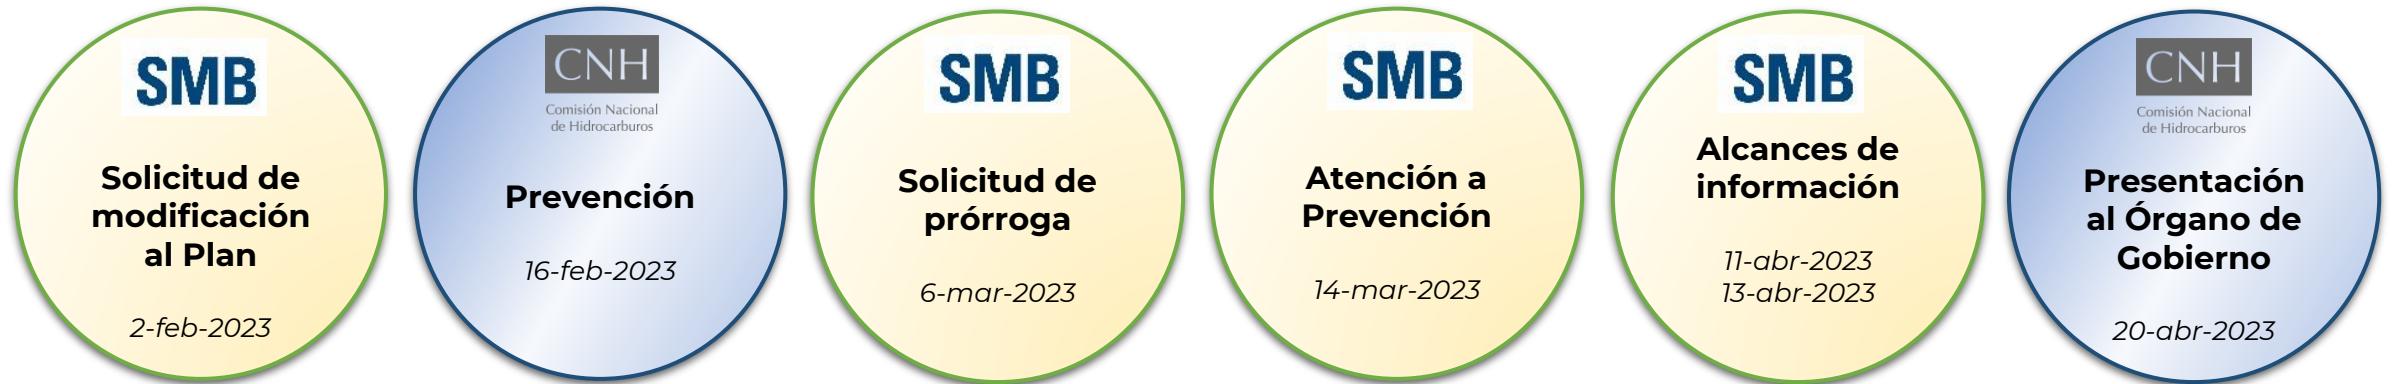 SMB
Solicitud de
modificación
al Plan
2-feb-2023
CNH
Comisión Nacional
de Hidrocarburos
Prevención
16-feb-2023
SMB
Solicitud de
prórroga
6-mar-2023
SMB
Atención a
Prevención
14-mar-2023
SMB
Alcances de
información
11-abr-2023
13-abr-2023
CNH
Comisión Nacional
de Hidrocarburos
Presentación
al Órgano de
Gobierno
20-abr-2023